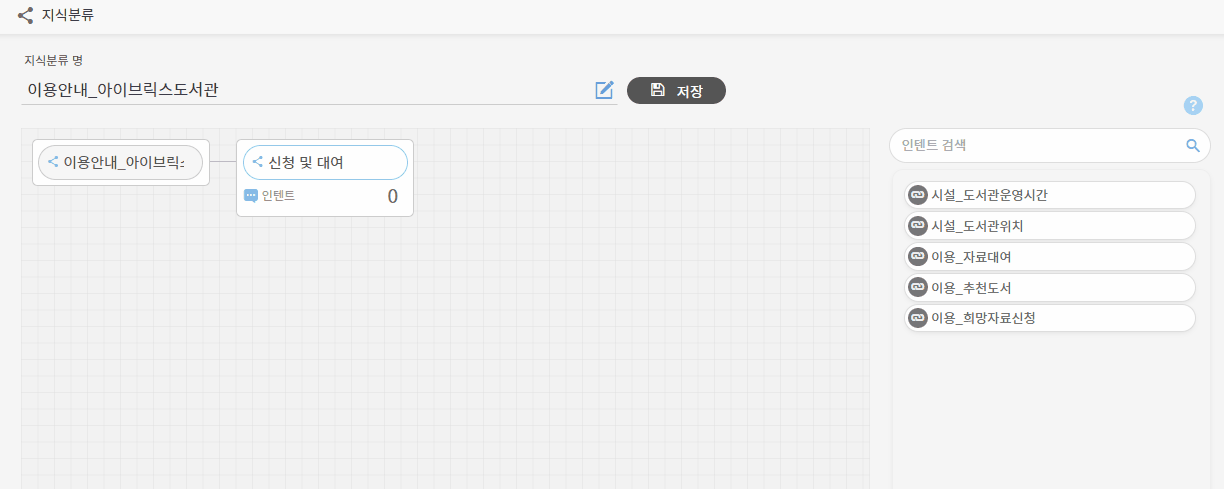 지식분류
지식분류 명
이용안내_아이브릭스도서관
저장
?
이용안내_아이브릭
신청 및 대여
인텐트 0
인텐트 검색
시설_도서관운영시간
시설_도서관위치
이용_자료대여
이용_추천도서
이용_희망자료신청